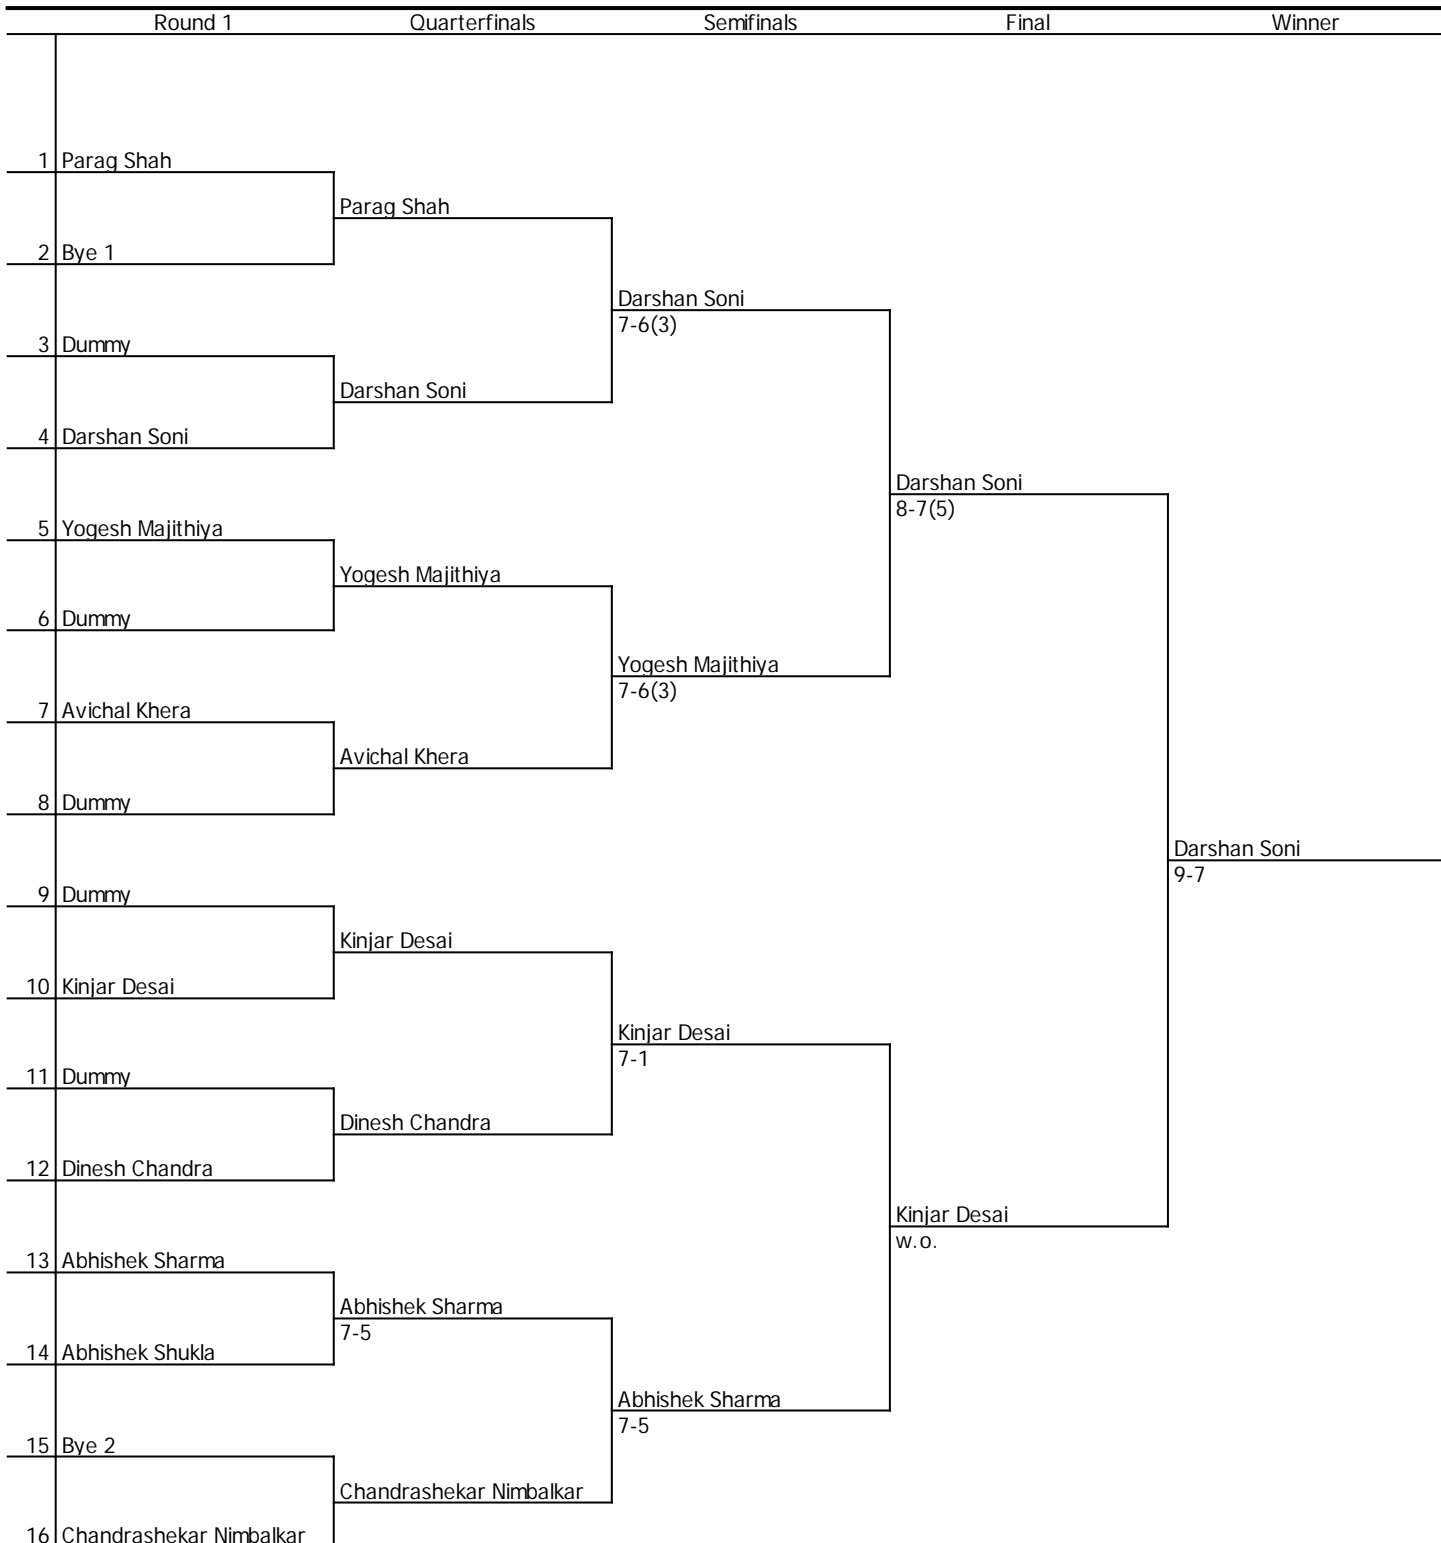 Round 1 Quarterfinals Semifinals Final Winner
1 Parag Shah
Parag Shah
2 Bye 1
Darshan Soni
7-6(3)
3 Dummy
Darshan Soni
4 Darshan Soni
Darshan Soni
8-7(5)
5 Yogesh Majithiya
Yogesh Majithiya
6 Dummy
Yogesh Majithiya
7-6(3)
7 Avichal Khera
Avichal Khera
8 Dummy
Darshan Soni
9-7
9 Dummy
Kinjar Desai
10 Kinjar Desai
Kinjar Desai
7-1
11 Dummy
Dinesh Chandra
12 Dinesh Chandra
Kinjar Desai
w.o.
13 Abhishek Sharma
Abhishek Sharma
7-5
14 Abhishek Shukla
Abhishek Sharma
7-5
15 Bye 2
Chandrashekar Nimbalkar
16 Chandrashekar Nimbalkar